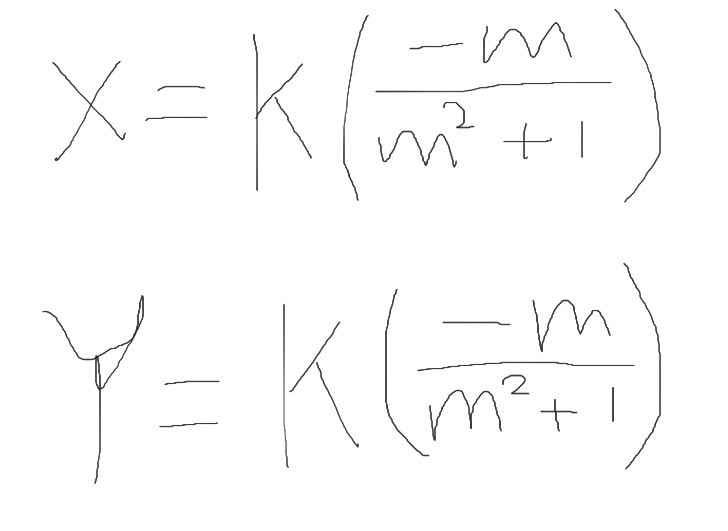 X = K(-m/(m²+1))
Y = K(-m/(m²+1))